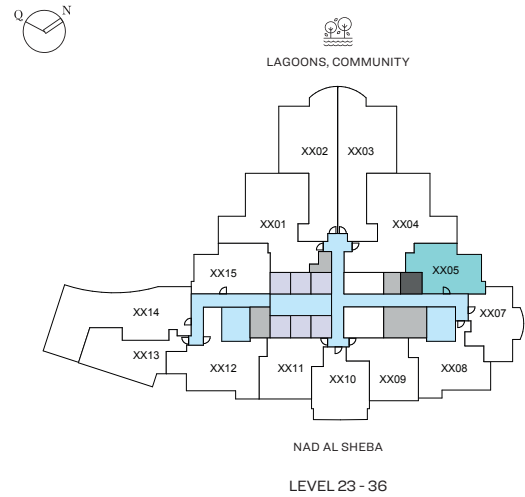 Q N
LAGOONS, COMMUNITY
XX02 XX03
XX01 XX04
XX15 XX05
XX14 XX07
XX13 XX12 XX11 XX10 XX09 XX08
NAD AL SHEBA
LEVEL 23 - 36